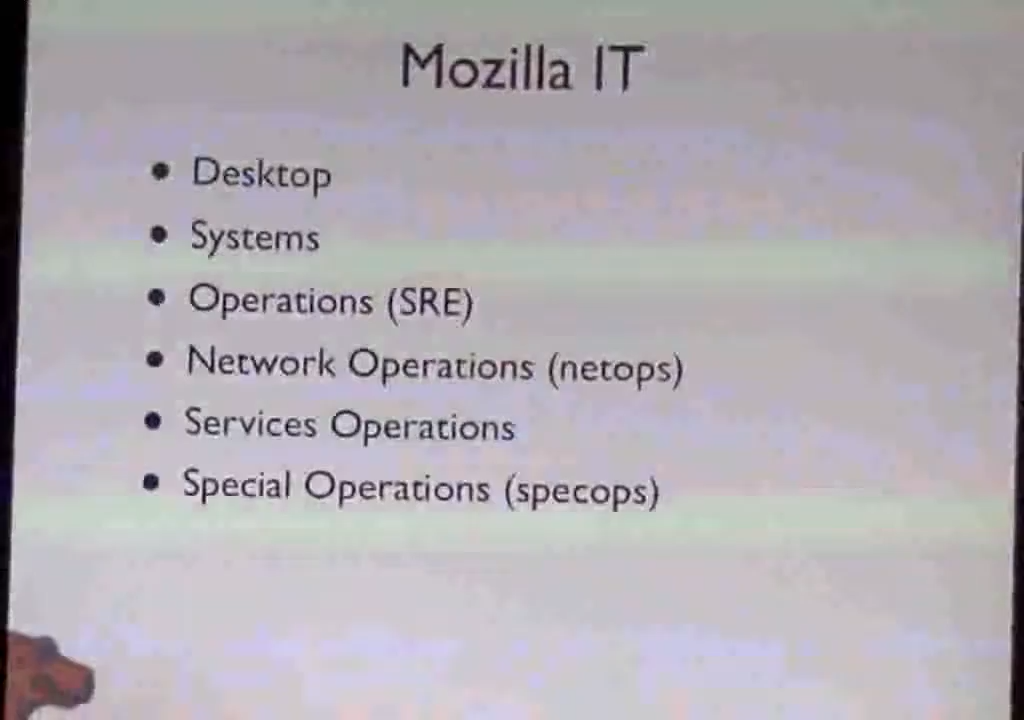 Mozilla IT
• Desktop
• Systems
• Operations (SRE)
• Network Operations (netops)
• Services Operations
• Special Operations (specops)